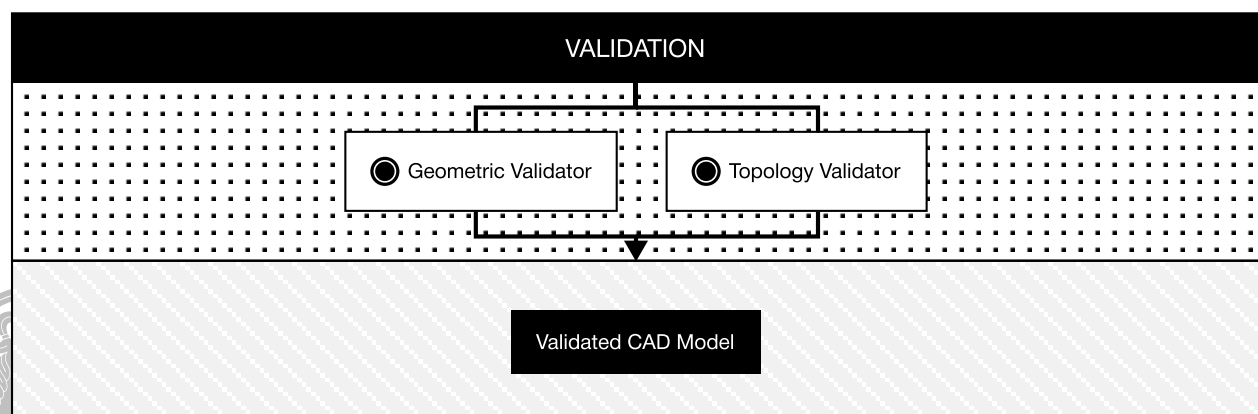 VALIDATION
Geometric Validator
Topology Validator
Validated CAD Model